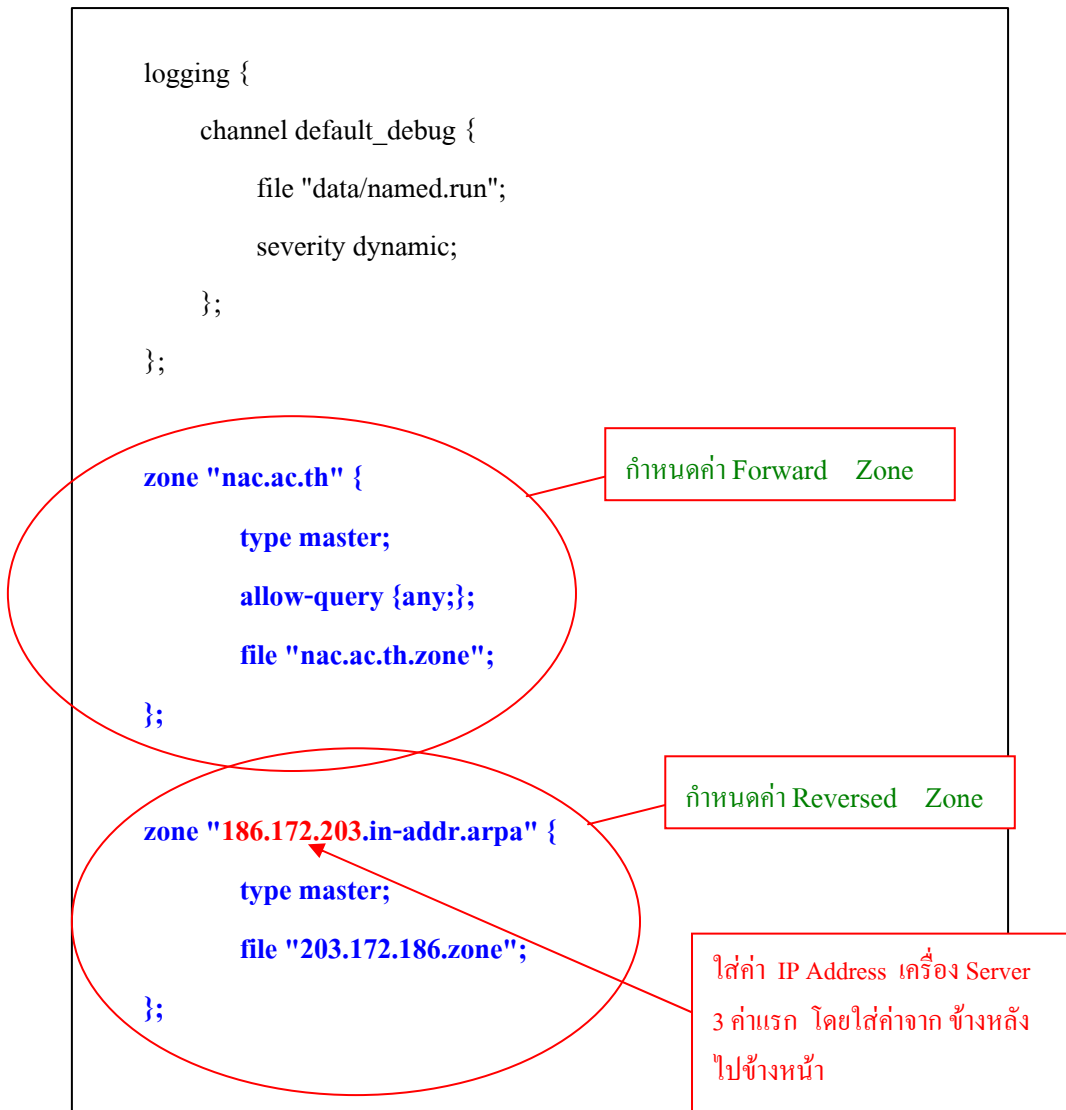 logging {
channel default_debug {
file "data/named.run";
severity dynamic;
};
};
zone "nac.ac.th" {
กำหนดค่า Forward Zone
type master;
allow-query {any;};
file "nac.ac.th.zone";
};
กำหนดค่า Reversed Zone
zone "186.172.203.in-addr.arpa" {
type master;
file "203.172.186.zone";
};
ใส่ค่า IP Address เครื่อง Server
3 ค่าแรก โดยใส่ค่าจาก ข้างหลัง
ไปข้างหน้า